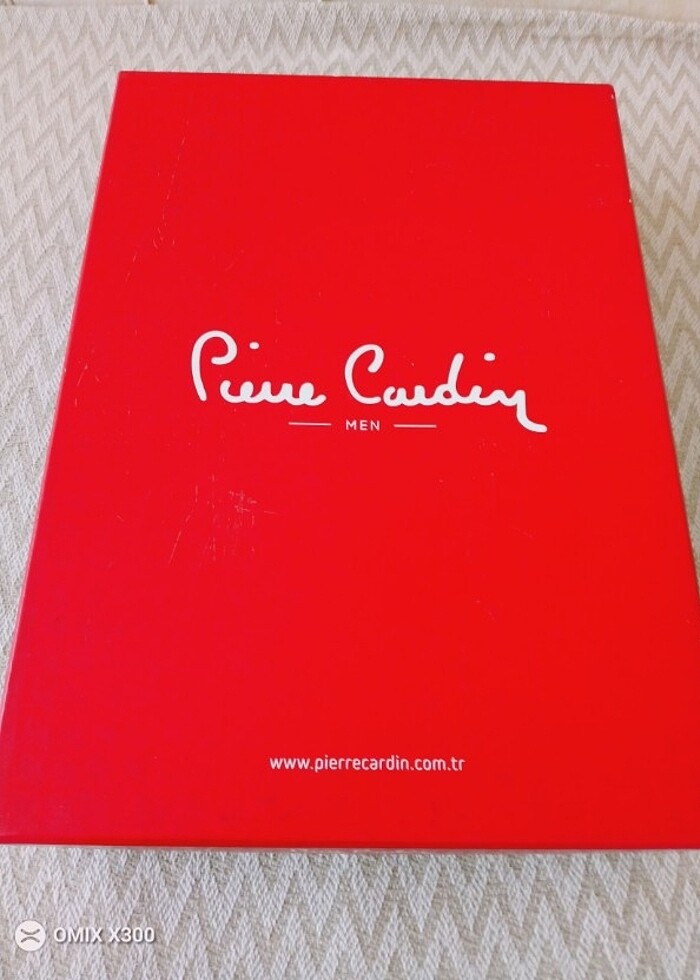 Pierre Cardin
MEN
www.pierrecardin.com.tr
OMIX X300